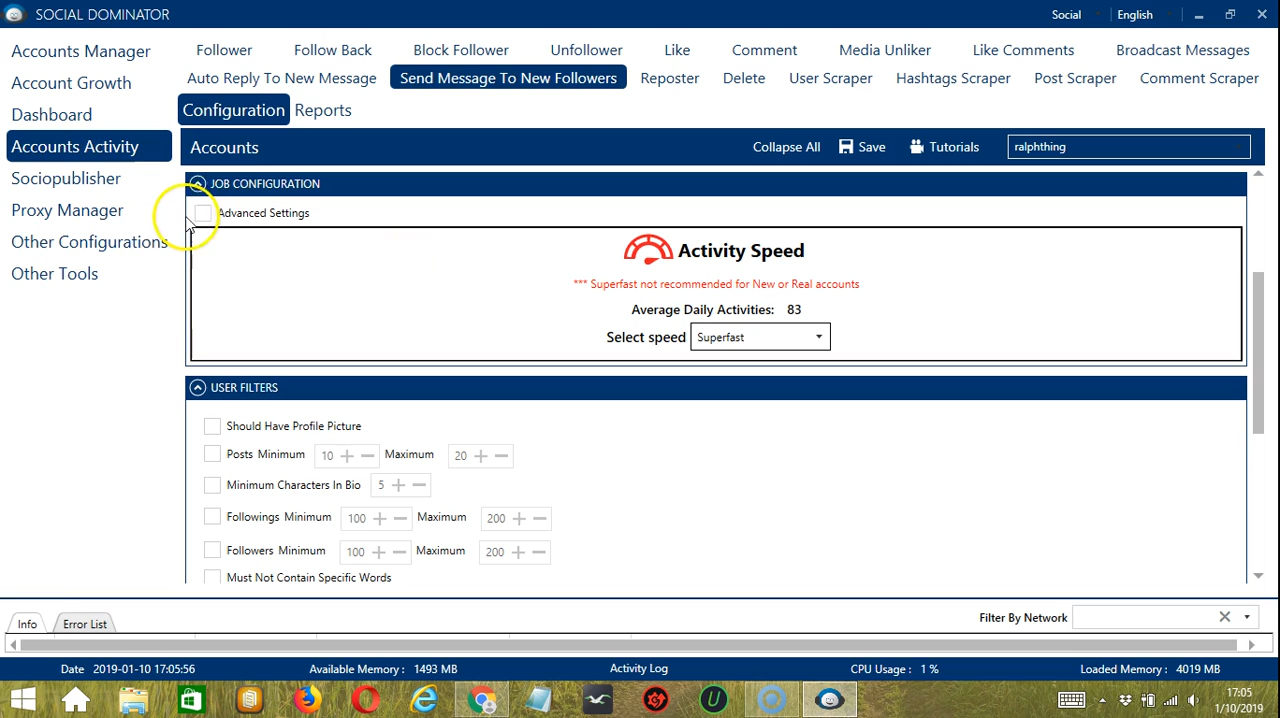 SOCIAL DOMINATOR Social English
Accounts Manager
Account Growth
Dashboard
Accounts Activity
Sociopublisher
Proxy Manager
Other Configurations
Other Tools
Follower Follow Back Block Follower Unfollower Like Comment Media Unliker Like Comments Broadcast Messages
Auto Reply To New Message Send Message To New Followers Reposter Delete User Scraper Hashtags Scraper Post Scraper Comment Scraper
Configuration Reports
Accounts Collapse All Save Tutorials ralphthing
JOB CONFIGURATION
Advanced Settings
Activity Speed
*** Superfast not recommended for New or Real accounts
Average Daily Activities: 83
Select speed Superfast
USER FILTERS
Should Have Profile Picture
Posts Minimum 10 Maximum 20
Minimum Characters In Bio 5
Followings Minimum 100 Maximum 200
Followers Minimum 100 Maximum 200
Must Not Contain Specific Words
Info Error List Filter By Network
Date 2019-01-10 17:05:56 Available Memory : 1493 MB Activity Log CPU Usage : 1 % Loaded Memory : 4019 MB
17:05
1/10/2019